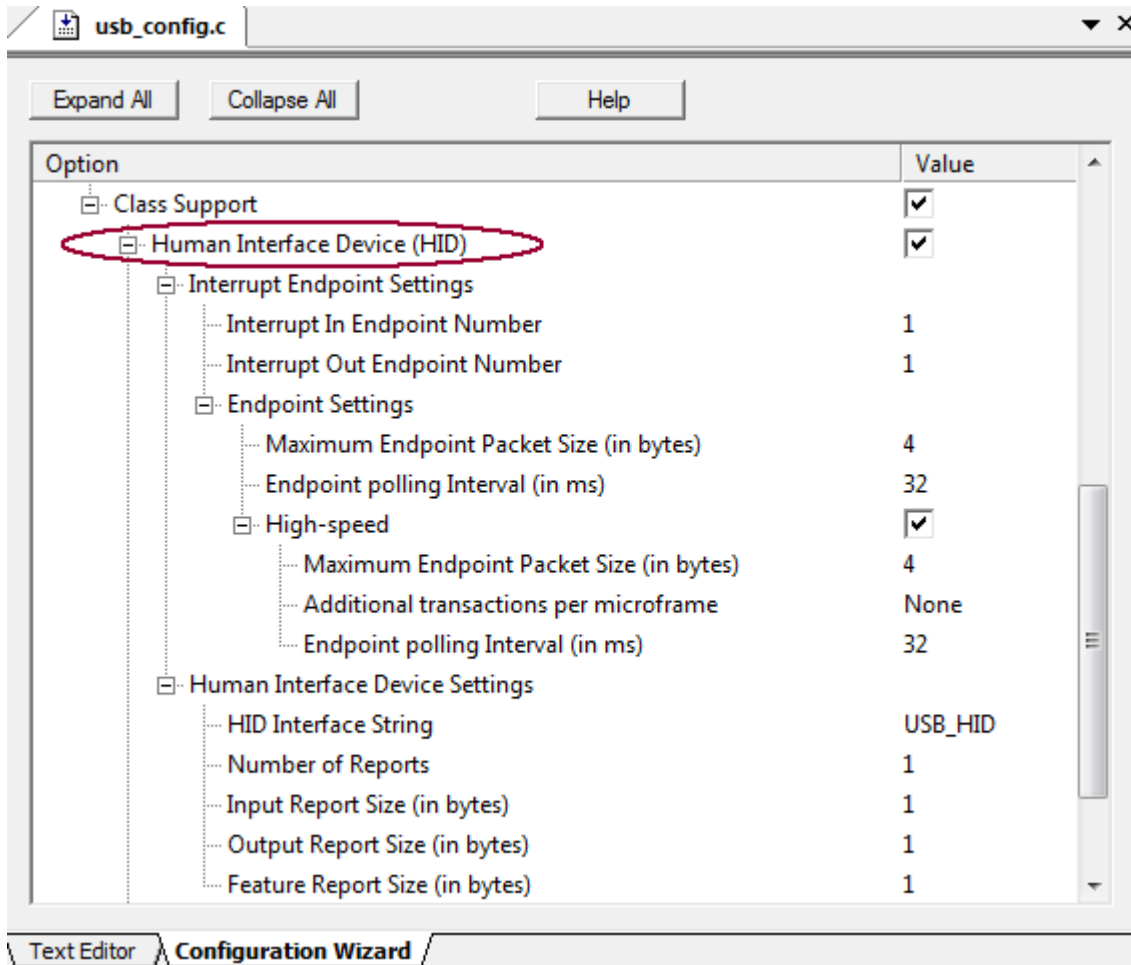 usb_config.c
Expand All Collapse All Help
Option Value
Class Support
Human Interface Device (HID)
Interrupt Endpoint Settings
Interrupt In Endpoint Number 1
Interrupt Out Endpoint Number 1
Endpoint Settings
Maximum Endpoint Packet Size (in bytes) 4
Endpoint polling Interval (in ms) 32
High-speed
Maximum Endpoint Packet Size (in bytes) 4
Additional transactions per microframe None
Endpoint polling Interval (in ms) 32
Human Interface Device Settings
HID Interface String USB_HID
Number of Reports 1
Input Report Size (in bytes) 1
Output Report Size (in bytes) 1
Feature Report Size (in bytes) 1
Text Editor Configuration Wizard